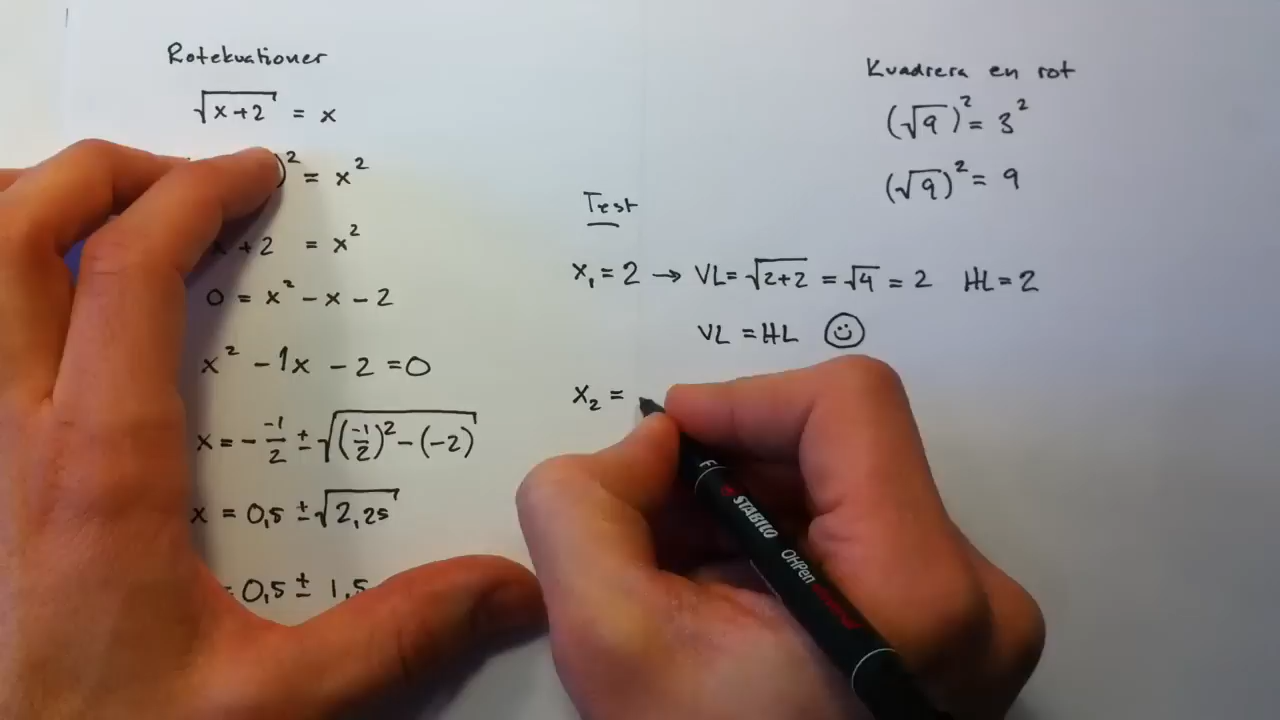 Rotekvationer
√(x+2) = x
)² = x²
x + 2 = x²
0 = x² - x - 2
x² - 1x - 2 = 0
x = - -1/2 ± √((-1/2)² - (-2))
x = 0,5 ± √2,25
= 0,5 ± 1,5
Kvadrera en rot
(√9)² = 3²
(√9)² = 9
Test
x₁ = 2 → VL = √(2+2) = √4 = 2 HL = 2
VL = HL ☺
x₂ =
F STABILO OHPen